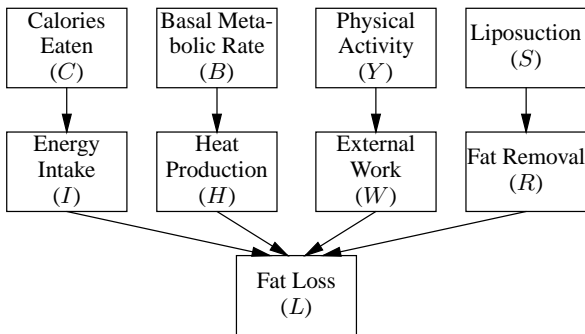 Calories
Eaten
(C)
Basal Meta-
bolic Rate
(B)
Physical
Activity
(Y)
Liposuction
(S)
Energy
Intake
(I)
Heat
Production
(H)
External
Work
(W)
Fat Removal
(R)
Fat Loss
(L)